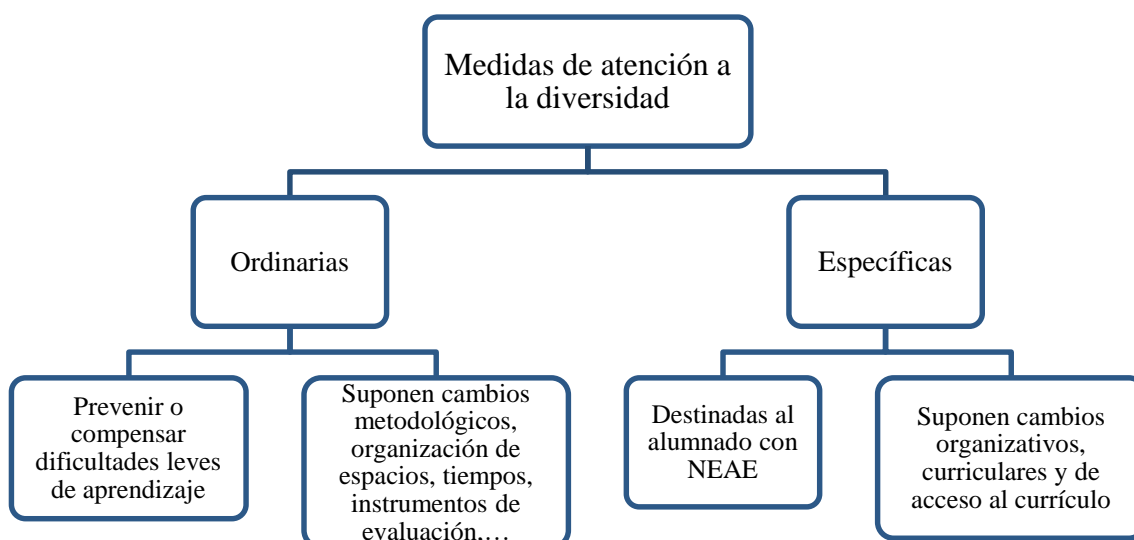 Medidas de atención a
la diversidad
Ordinarias
Específicas
Prevenir o
compensar
dificultades leves
de aprendizaje
Suponen cambios
metodológicos,
organización de
espacios, tiempos,
instrumentos de
evaluación,…
Destinadas al
alumnado con
NEAE
Suponen cambios
organizativos,
curriculares y de
acceso al currículo